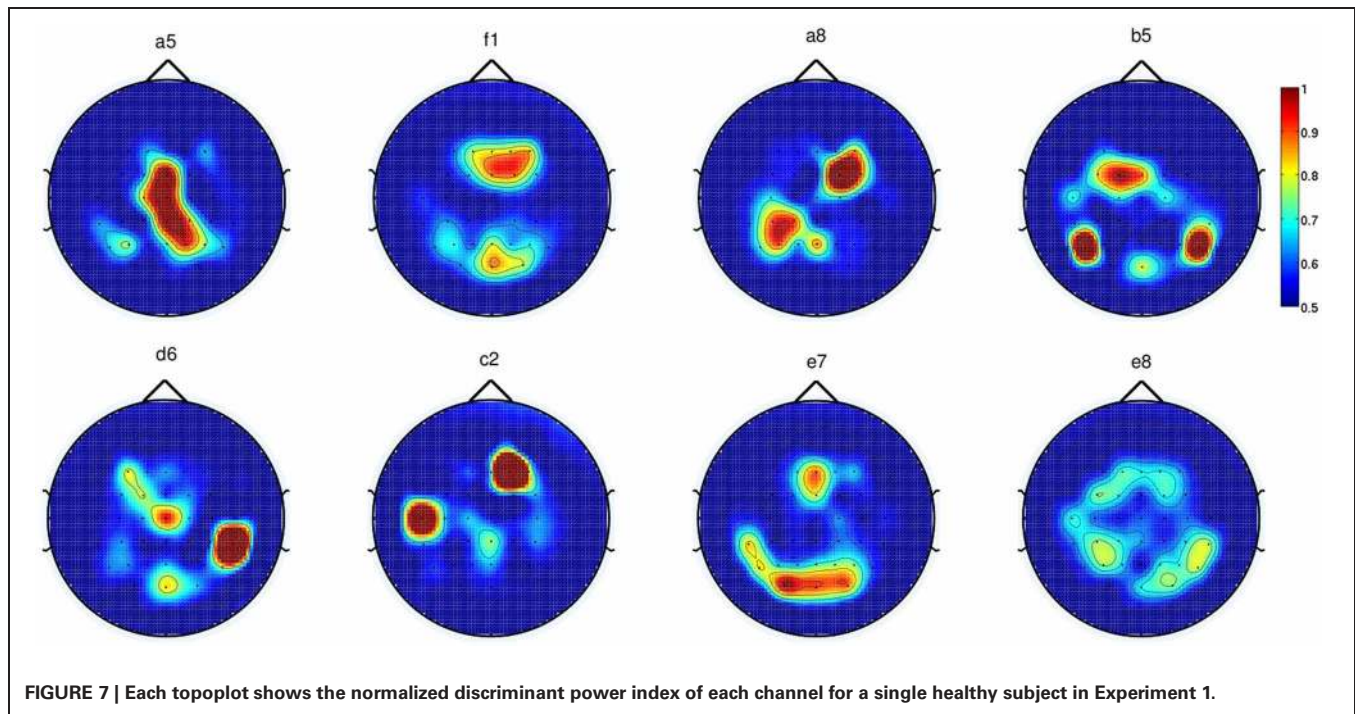 a5
f1
a8
b5
1
0.9
0.8
0.7
0.6
0.5
d6
c2
e7
e8
FIGURE 7 | Each topoplot shows the normalized discriminant power index of each channel for a single healthy subject in Experiment 1.